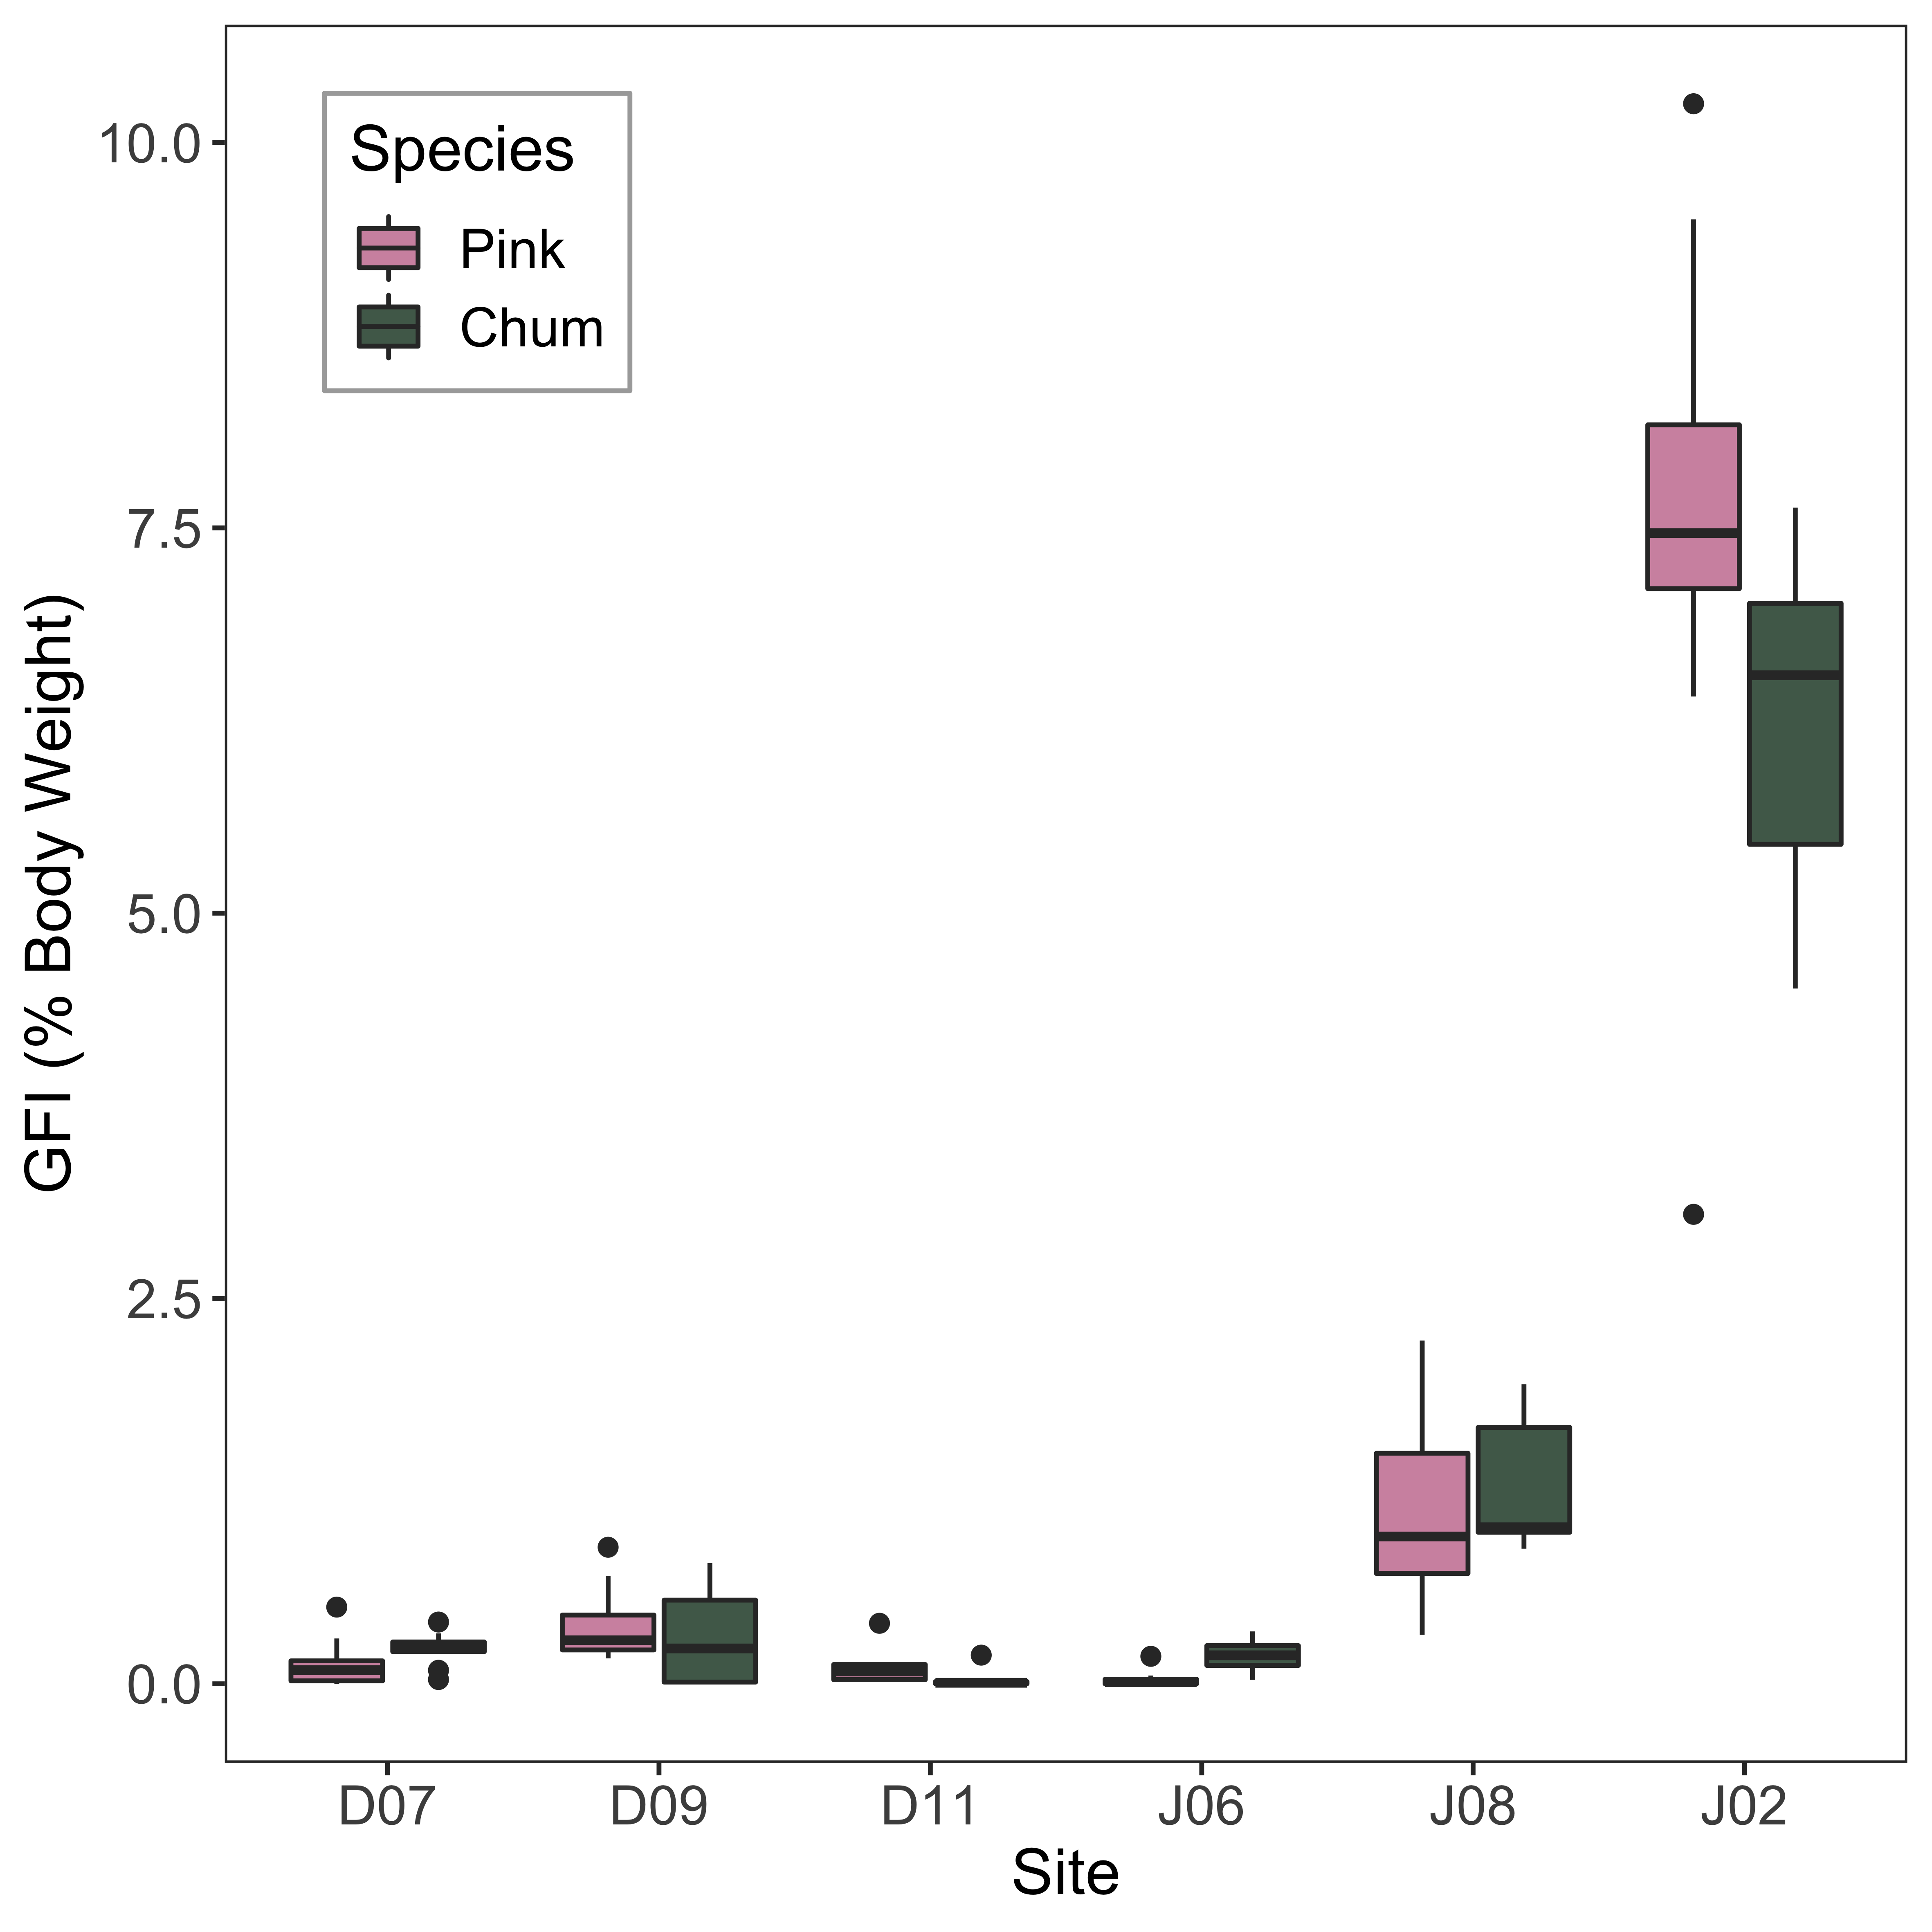 Species
Pink
Chum
GFI (% Body Weight)
10.0
7.5
5.0
2.5
0.0
D07 D09 D11 J06 J08 J02
Site